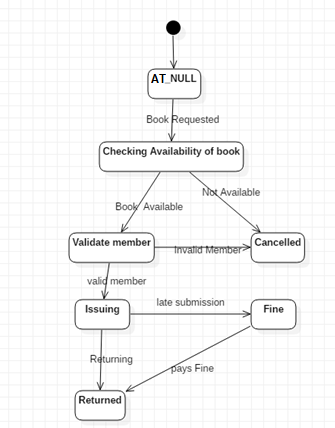 AT_NULL
Book Requested
Checking Availability of book
Not Available
Book Available
Validate member
Invalid Member
Cancelled
valid member
Issuing
late submission
Fine
Returning
pays Fine
Returned